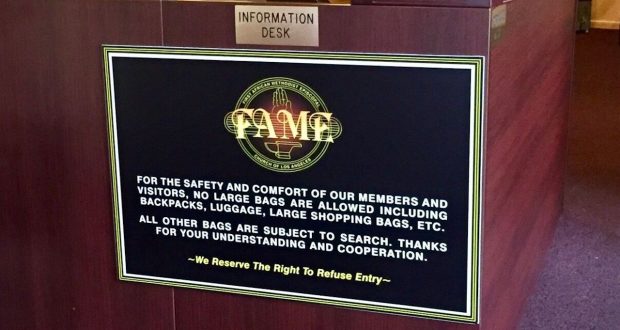 INFORMATION
DESK
FIRST AFRICAN METHODIST EPISCOPAL
FAME
CHURCH OF LOS ANGELES
FOR THE SAFETY AND COMFORT OF OUR MEMBERS AND
VISITORS, NO LARGE BAGS ARE ALLOWED INCLUDING
BACKPACKS, LUGGAGE, LARGE SHOPPING BAGS, ETC.
ALL OTHER BAGS ARE SUBJECT TO SEARCH. THANKS
FOR YOUR UNDERSTANDING AND COOPERATION.
~We Reserve The Right To Refuse Entry~